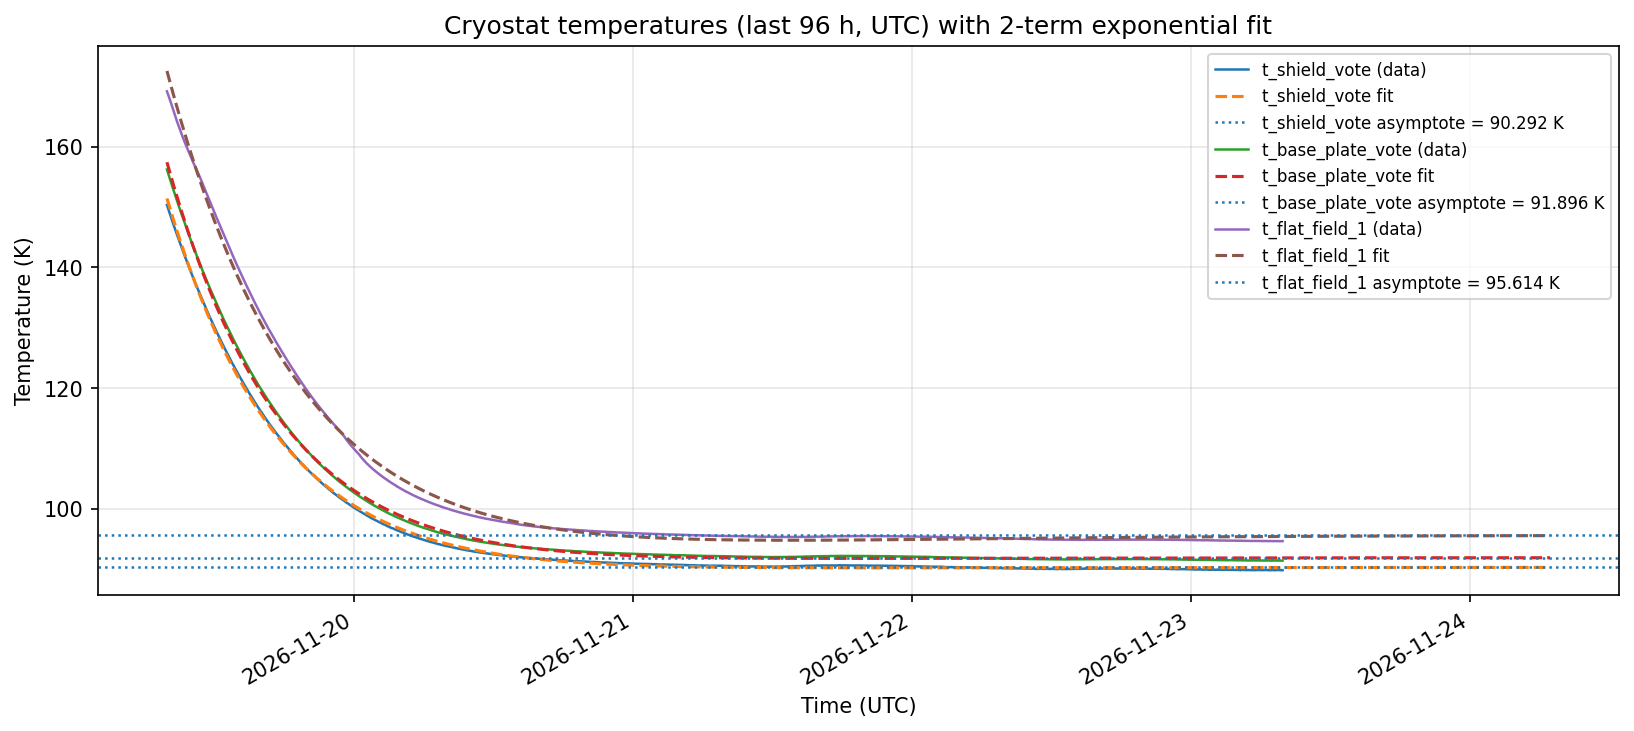 Cryostat temperatures (last 96 h, UTC) with 2-term exponential fit
t_shield_vote (data)
t_shield_vote fit
t_shield_vote asymptote = 90.292 K
t_base_plate_vote (data)
t_base_plate_vote fit
t_base_plate_vote asymptote = 91.896 K
t_flat_field_1 (data)
t_flat_field_1 fit
t_flat_field_1 asymptote = 95.614 K
Temperature (K)
160
140
120
100
2026-11-20
2026-11-21
2026-11-22
2026-11-23
2026-11-24
Time (UTC)